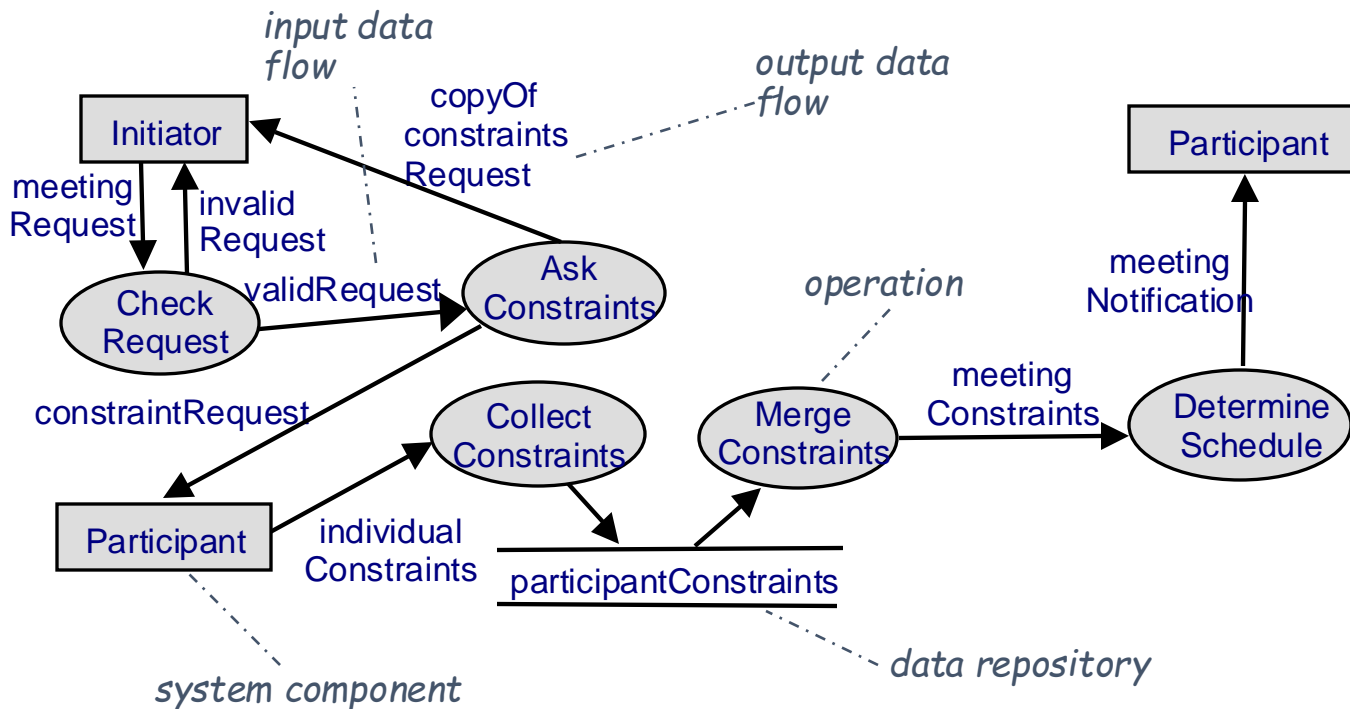 input data
flow
output data
flow
copyOf
constraints
Request
Initiator
Participant
meeting
Request
invalid
Request
validRequest
Ask
Constraints
Check
Request
operation
meeting
Notification
constraintRequest
Collect
Constraints
Merge
Constraints
meeting
Constraints
Determine
Schedule
Participant
individual
Constraints
participantConstraints
system component
data repository